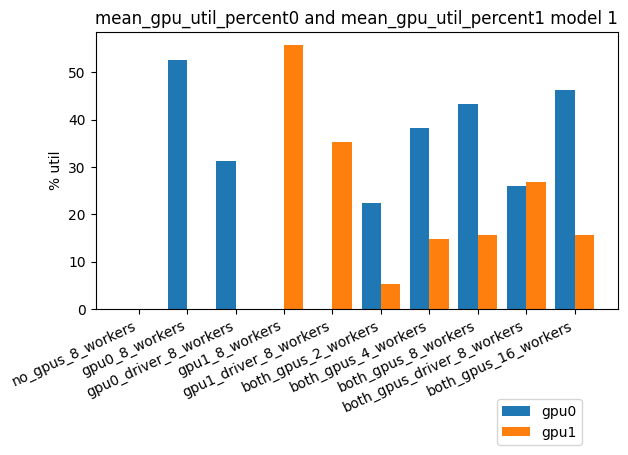 mean_gpu_util_percent0 and mean_gpu_util_percent1 model 1
% util
50
40
30
20
10
0
no_gpus_8_workers
gpu0_8_workers
gpu0_driver_8_workers
gpu1_8_workers
gpu1_driver_8_workers
both_gpus_2_workers
both_gpus_4_workers
both_gpus_8_workers
both_gpus_driver_8_workers
both_gpus_16_workers
gpu0
gpu1